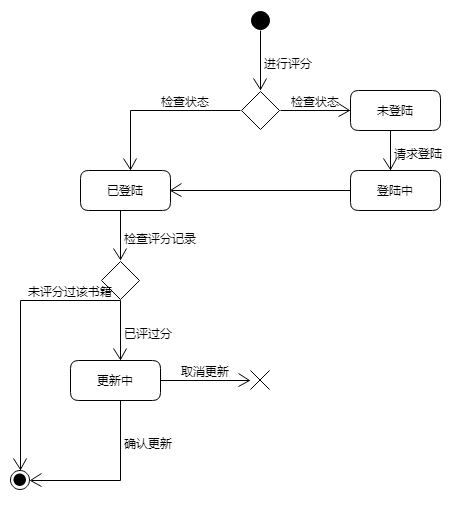 进行评分
检查状态
检查状态
未登陆
请求登陆
已登陆
登陆中
检查评分记录
未评分过该书籍
已评过分
取消更新
更新中
确认更新